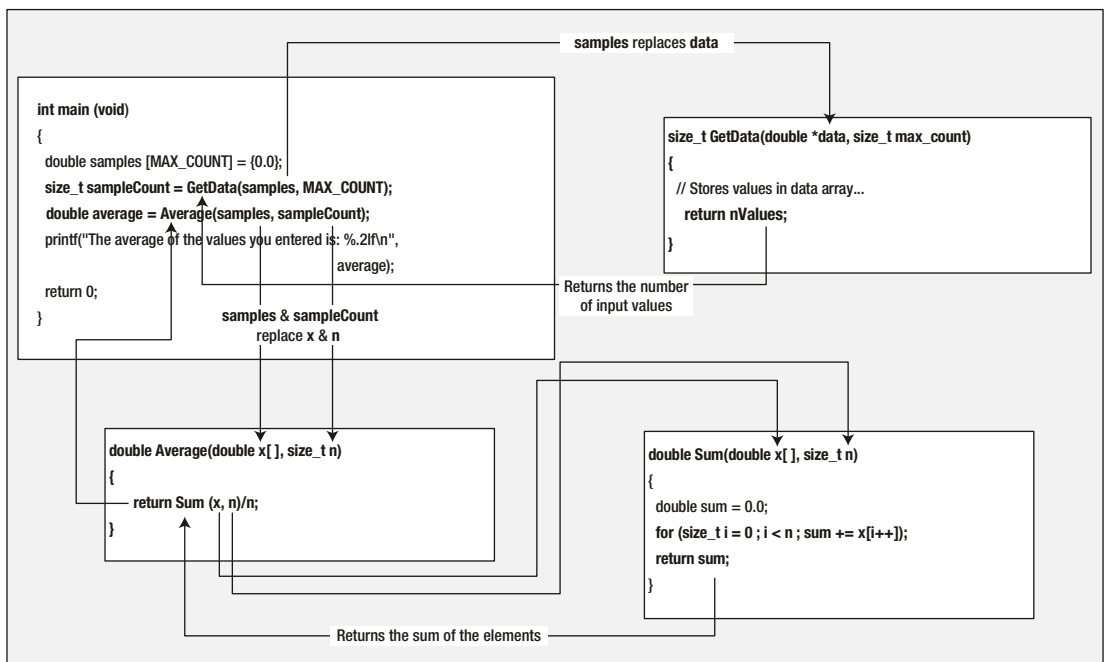 samples replaces data
int main (void)
{
double samples [MAX_COUNT] = {0.0};
size_t sampleCount = GetData(samples, MAX_COUNT);
double average = Average(samples, sampleCount);
printf("The average of the values you entered is: %.2lf\n",
average);
return 0;
}
size_t GetData(double *data, size_t max_count)
{
// Stores values in data array...
return nValues;
}
Returns the number
of input values
samples & sampleCount
replace x & n
double Average(double x[ ], size_t n)
{
return Sum (x, n)/n;
}
double Sum(double x[ ], size_t n)
{
double sum = 0.0;
for (size_t i = 0 ; i < n ; sum += x[i++]);
return sum;
}
Returns the sum of the elements